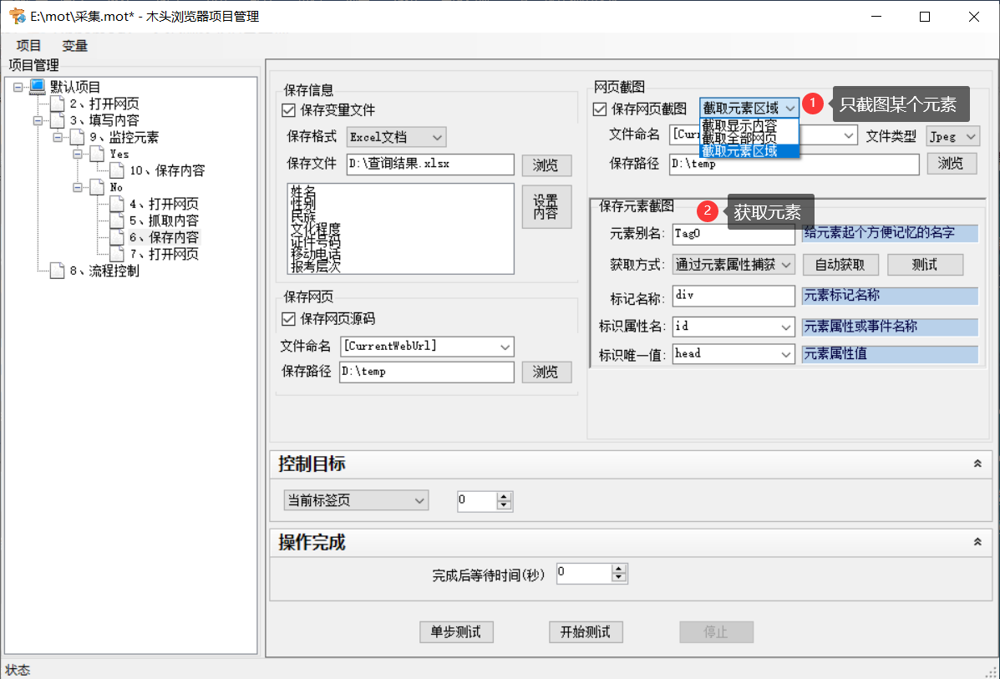 E:\mot\采集.mot* - 木头浏览器项目管理
项目 变量
项目管理
默认项目
2、打开网页
3、填写内容
9、监控元素
Yes
10、保存内容
No
4、打开网页
5、抓取内容
6、保存内容
7、打开网页
8、流程控制
保存信息
保存变量文件
保存格式 Excel文档
保存文件 D:\查询结果.xlsx 浏览
姓名
性别
民族
文化程度
证件号码
移动电话
报考层次
设置
内容
保存网页
保存网页源码
文件命名 [CurrentWebUrl]
保存路径 D:\temp 浏览
网页截图
保存网页截图 截取元素区域 1 只截图某个元素
截取显示内容
截取全部网页
截取元素区域
文件命名 [Cur 文件类型 Jpeg
保存路径 D:\temp 浏览
保存元素截图 2 获取元素
元素别名: Tag0 给元素起个方便记忆的名字
获取方式: 通过元素属性捕获 自动获取 测试
标记名称: div 元素标记名称
标识属性名: id 元素属性或事件名称
标识唯一值: head 元素属性值
控制目标
当前标签页 0
操作完成
完成后等待时间(秒) 0
单步测试 开始测试 停止
状态